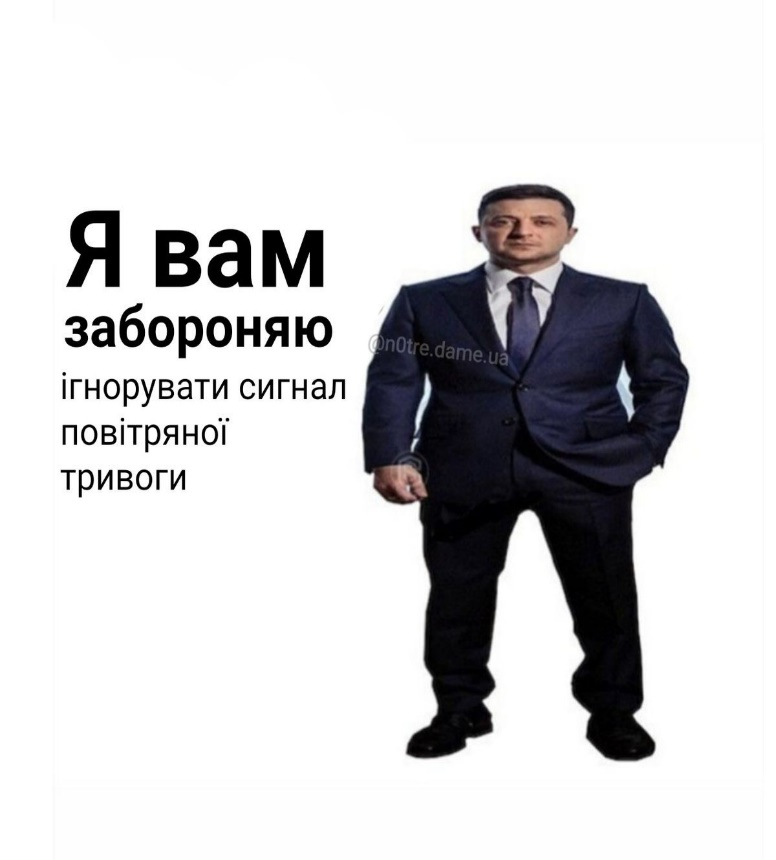 Я вам
забороняю
ігнорувати сигнал
повітряної
тривоги
@n0tre.dame.ua